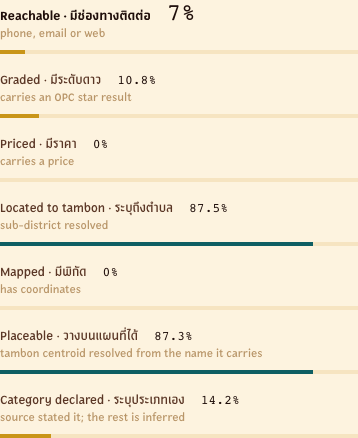 Reachable · มีช่องทางติดต่อ 7%
phone, email or web
Graded · มีระดับดาว 10.8%
carries an OPC star result
Priced · มีราคา 0%
carries a price
Located to tambon · ระบุถึงตำบล 87.5%
sub-district resolved
Mapped · มีพิกัด 0%
has coordinates
Placeable · วางบนแผนที่ได้ 87.3%
tambon centroid resolved from the name it carries
Category declared · ระบุประเภทเอง 14.2%
source stated it; the rest is inferred